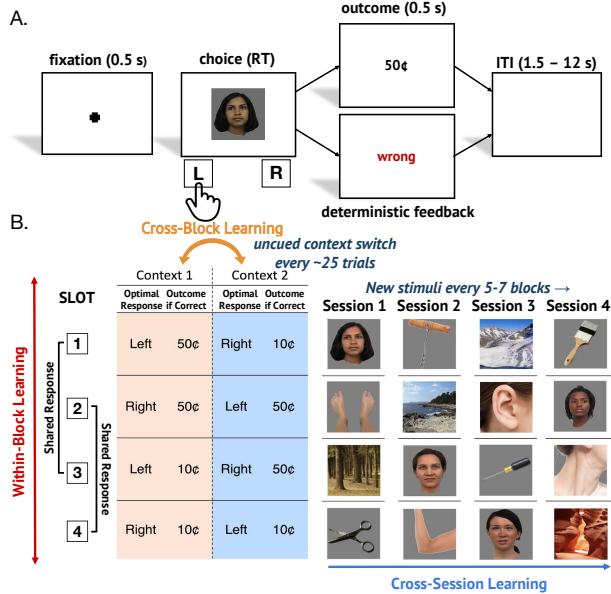 A.
fixation (0.5 s)
choice (RT)
outcome (0.5 s)
ITI (1.5 – 12 s)
50¢
wrong
L
R
deterministic feedback
B.
Cross-Block Learning
uncued context switch
every ~25 trials
Within-Block Learning
SLOT
Shared Response
Shared Response
1
2
3
4
Context 1
Context 2
Optimal Response
Outcome if Correct
Optimal Response
Outcome if Correct
Left 50¢ Right 10¢
Right 50¢ Left 50¢
Left 10¢ Right 50¢
Right 10¢ Left 10¢
New stimuli every 5-7 blocks →
Session 1 Session 2 Session 3 Session 4
Cross-Session Learning